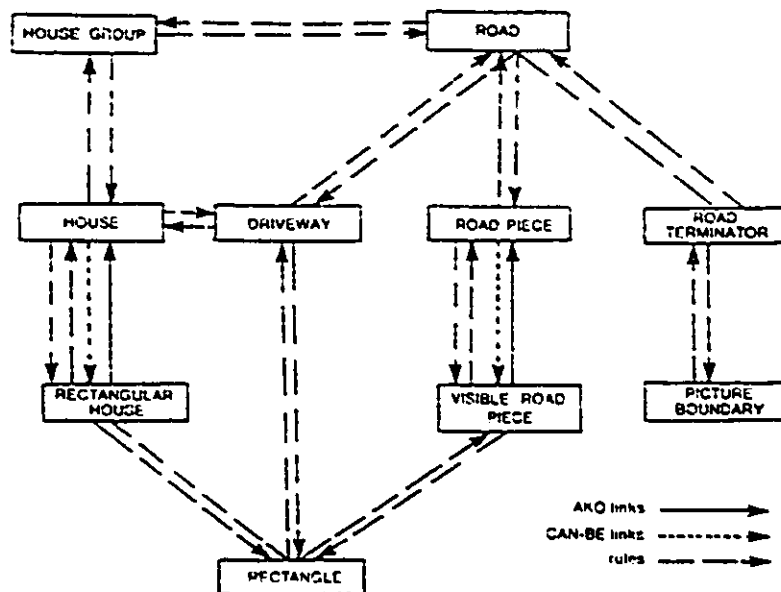 HOUSE GROUP
ROAD
HOUSE
DRIVEWAY
ROAD PIECE
ROAD
TERMINATOR
RECTANGULAR
HOUSE
VISIBLE ROAD
PIECE
PICTURE
BOUNDARY
RECTANGLE
AKO links
CAN-BE links
rules